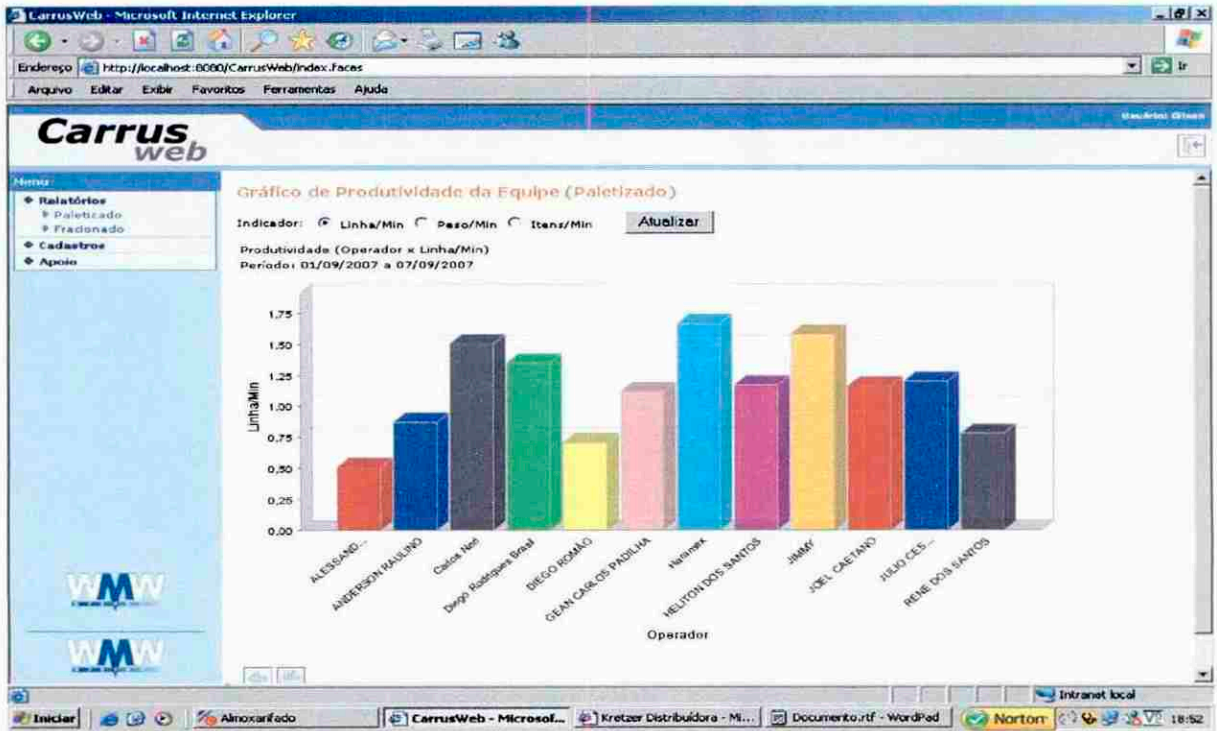 CarrusWeb - Microsoft Internet Explorer
Endereço http://localhost:8080/CarrusWeb/index.faces Ir
Arquivo Editar Exibir Favoritos Ferramentas Ajuda
Carrus
web
Usuário: Gilson
Menu
Relatórios
Paletizado
Fracionado
Cadastros
Apoio
Gráfico de Produtividade da Equipe (Paletizado)
Indicador: Linha/Min Peso/Min Itens/Min Atualizar
Produtividade (Operador x Linha/Min)
Período: 01/09/2007 a 07/09/2007
1,75
1,50
1,25
1,00
0,75
0,50
0,25
0,00
Linha/Min
ALESSAND...
ANDERSON RAULINO
Carlos Noé
Diego Rodrigues Brasil
DIEGO ROMÃO
GEAN CARLOS PADILHA
HELITON DOS SANTOS
JIMMY
JOEL CAETANO
JULIO CES...
RENE DOS SANTOS
Operador
WMW
WMW
Intranet local
Iniciar Almoxarifado CarrusWeb - Microsof... Kretzer Distribuidora - Mi... Documento.rtf - WordPad Norton 18:52